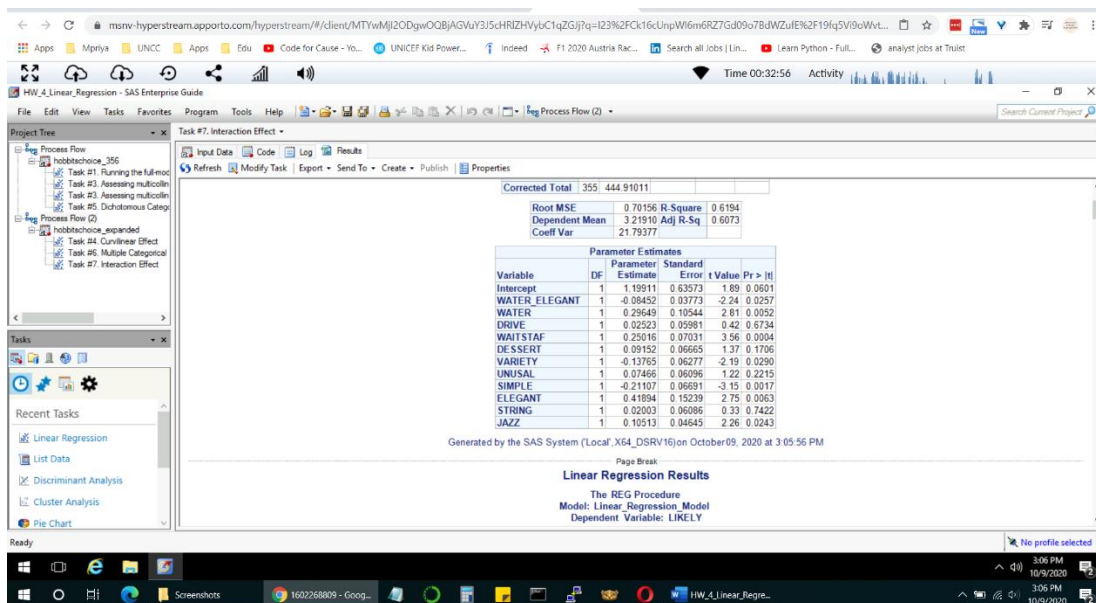 msnv-hyperstream.apporto.com/hyperstream/#/client/
Apps Mpriya UNCC Apps Edu Code for Cause - Yo... UNICEF Kid Power... Indeed F1 2020 Austria Rac... Search all Jobs | Lin... Learn Python - Full... analyst jobs at Truist
Time 00:32:56 Activity
HW_4_Linear_Regression - SAS Enterprise Guide
File Edit View Tasks Favorites Program Tools Help Process Flow (2)
Search Current Project
Project Tree
Process Flow
hobbitschoice_356
Task #1. Running the full-mod
Task #3. Assessing multicollin
Task #3. Assessing multicollin
Task #5. Dichotomous Catego
Process Flow (2)
hobbitschoice_expanded
Task #4. Curvilinear Effect
Task #6. Multiple Categorical
Task #7. Interaction Effect
Tasks
Recent Tasks
Linear Regression
List Data
Discriminant Analysis
Cluster Analysis
Pie Chart
Task #7. Interaction Effect
Input Data Code Log Results
Refresh Modify Task Export Send To Create Publish Properties
Corrected Total 355 444.91011
Root MSE 0.70156 R-Square 0.6194
Dependent Mean 3.21910 Adj R-Sq 0.6073
Coeff Var 21.79377
Parameter Estimates
Variable DF Parameter Estimate Standard Error t Value Pr > |t|
Intercept 1 1.19911 0.63573 1.89 0.0601
WATER_ELEGANT 1 -0.08452 0.03773 -2.24 0.0257
WATER 1 0.29649 0.10544 2.81 0.0052
DRIVE 1 0.02523 0.05981 0.42 0.6734
WAITSTAF 1 0.25016 0.07031 3.56 0.0004
DESSERT 1 0.09152 0.06665 1.37 0.1706
VARIETY 1 -0.13765 0.06277 -2.19 0.0290
UNUSAL 1 0.07466 0.06096 1.22 0.2215
SIMPLE 1 -0.21107 0.06691 -3.15 0.0017
ELEGANT 1 0.41894 0.15239 2.75 0.0063
STRING 1 0.02003 0.06086 0.33 0.7422
JAZZ 1 0.10513 0.04645 2.26 0.0243
Generated by the SAS System ('Local', X64_DSRV16) on October 09, 2020 at 3:05:56 PM
Page Break
Linear Regression Results
The REG Procedure
Model: Linear_Regression_Model
Dependent Variable: LIKELY
Ready
No profile selected
3:06 PM
10/9/2020
Screenshots 1602268809 - Goog... HW_4_Linear_Regre...
3:06 PM
10/9/2020